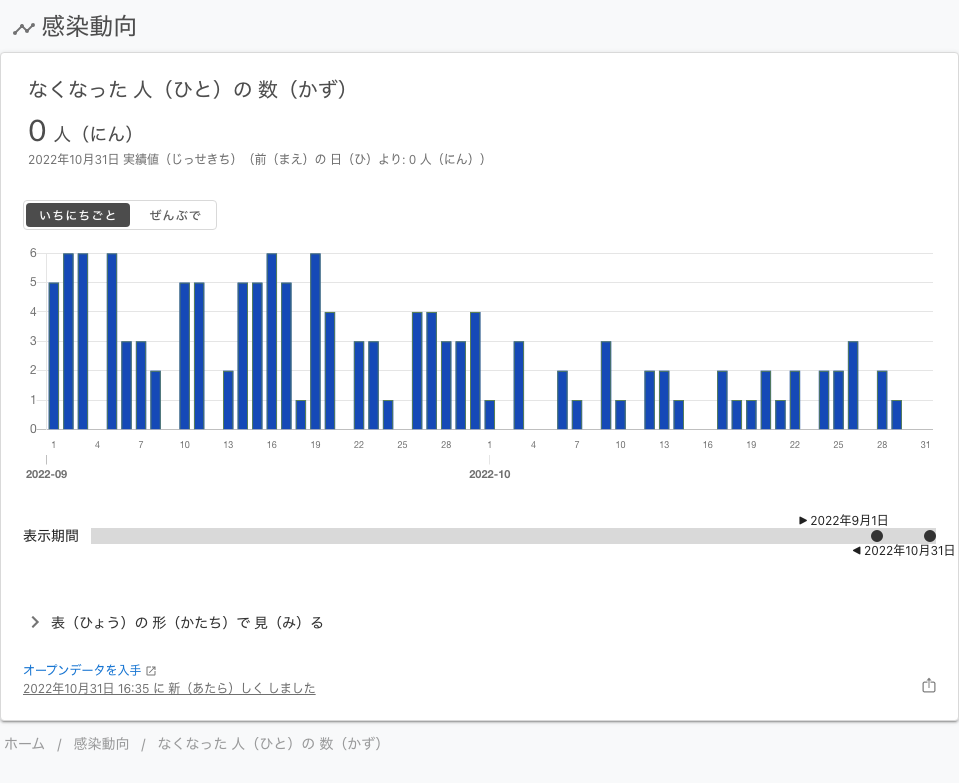 感染動向
なくなった 人（ひと）の 数（かず）
0 人（にん）
2022年10月31日 実績値（じっせきち）（前（まえ）の 日（ひ）より: 0 人（にん））
いちにちごと ぜんぶで
6
5
4
3
2
1
0
1 4 7 10 13 16 19 22 25 28 1 4 7 10 13 16 19 22 25 28 31
2022-09 2022-10
▶ 2022年9月1日
表示期間
◀ 2022年10月31日
表（ひょう）の 形（かたち）で 見（み）る
オープンデータを入手
2022年10月31日 16:35 に 新（あたら）しく しました
ホーム / 感染動向 / なくなった 人（ひと）の 数（かず）